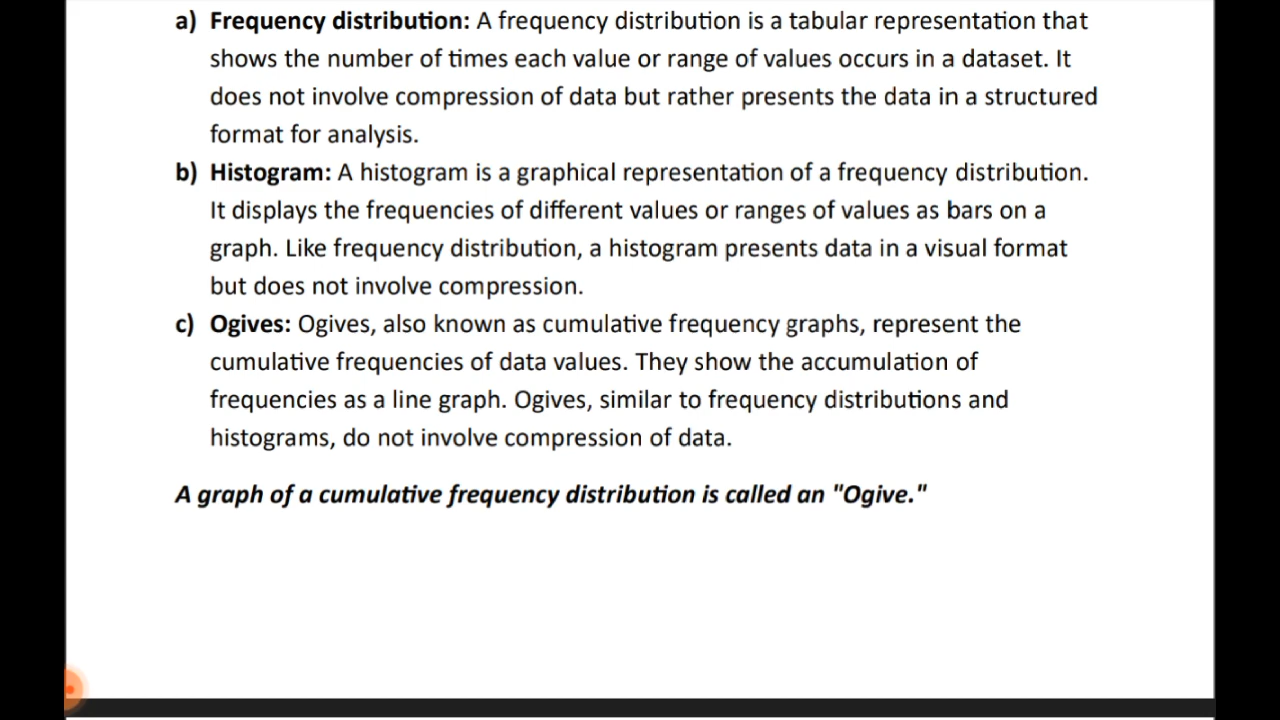 a) Frequency distribution: A frequency distribution is a tabular representation that
shows the number of times each value or range of values occurs in a dataset. It
does not involve compression of data but rather presents the data in a structured
format for analysis.
b) Histogram: A histogram is a graphical representation of a frequency distribution.
It displays the frequencies of different values or ranges of values as bars on a
graph. Like frequency distribution, a histogram presents data in a visual format
but does not involve compression.
c) Ogives: Ogives, also known as cumulative frequency graphs, represent the
cumulative frequencies of data values. They show the accumulation of
frequencies as a line graph. Ogives, similar to frequency distributions and
histograms, do not involve compression of data.
A graph of a cumulative frequency distribution is called an "Ogive."